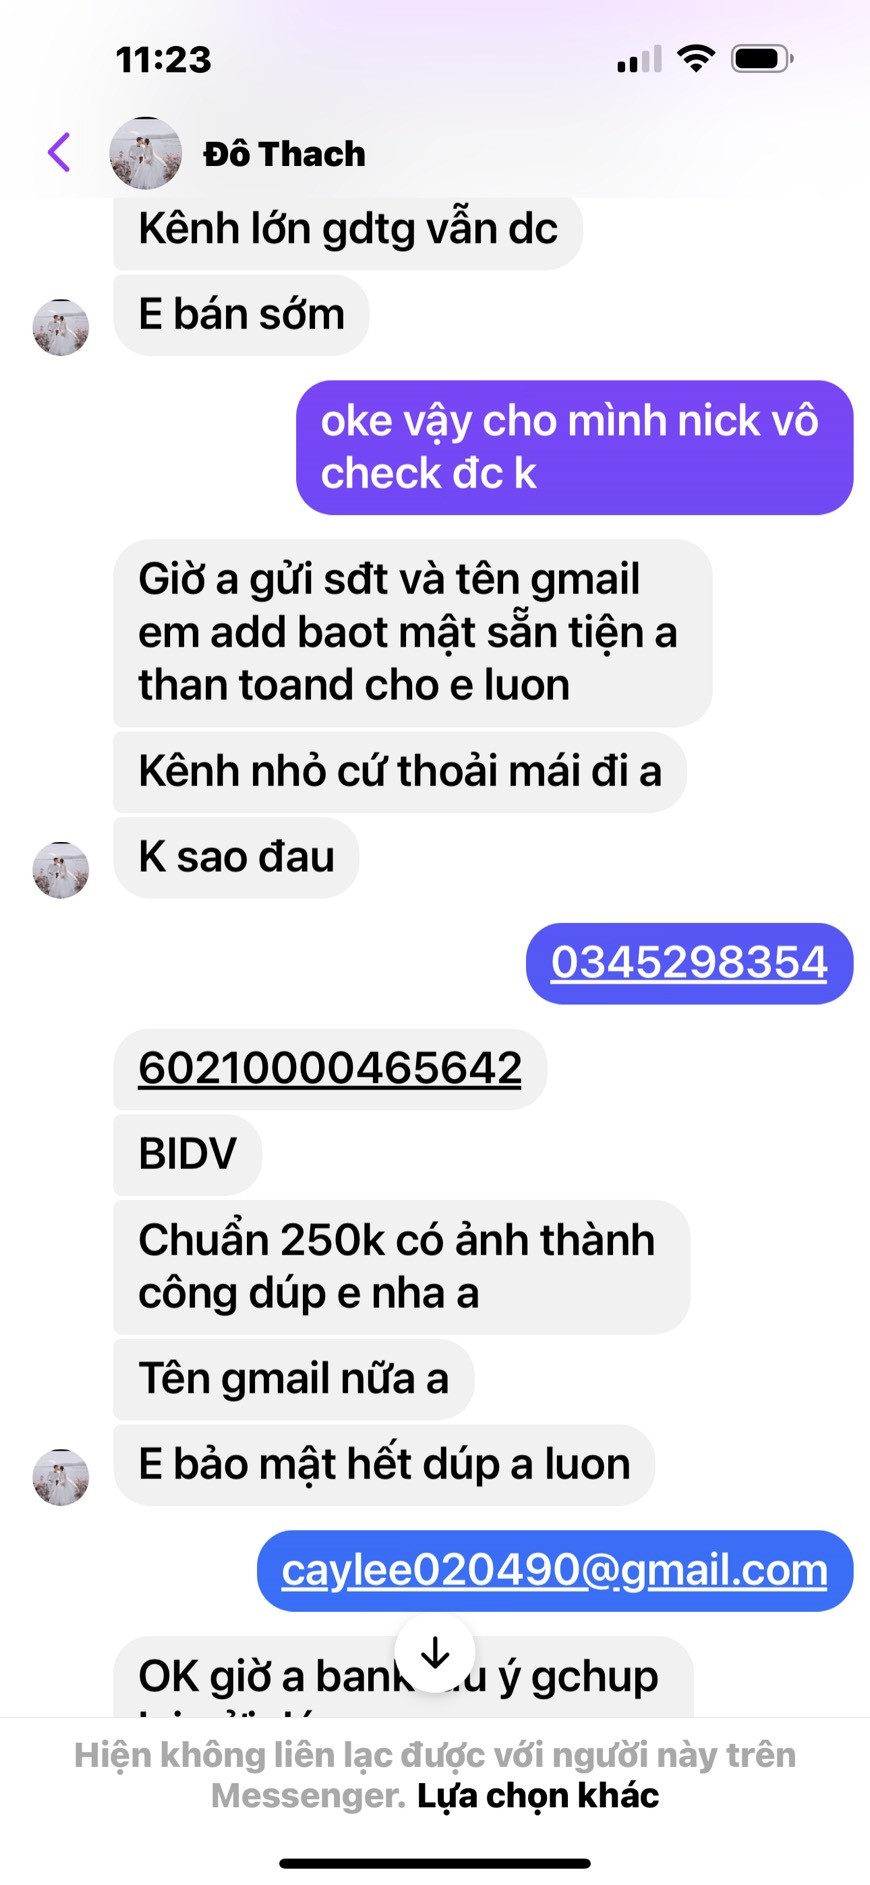 11:23
Đô Thach
Kênh lớn gdtg vẫn dc
E bán sớm
oke vậy cho mình nick vô
check đc k
Giờ a gửi sđt và tên gmail
em add baot mật sẵn tiện a
than toand cho e luon
Kênh nhỏ cứ thoải mái đi a
K sao đau
0345298354
60210000465642
BIDV
Chuẩn 250k có ảnh thành
công dúp e nha a
Tên gmail nữa a
E bảo mật hết dúp a luon
caylee020490@gmail.com
OK giờ a bank ý gchup
Hiện không liên lạc được với người này trên
Messenger. Lựa chọn khác